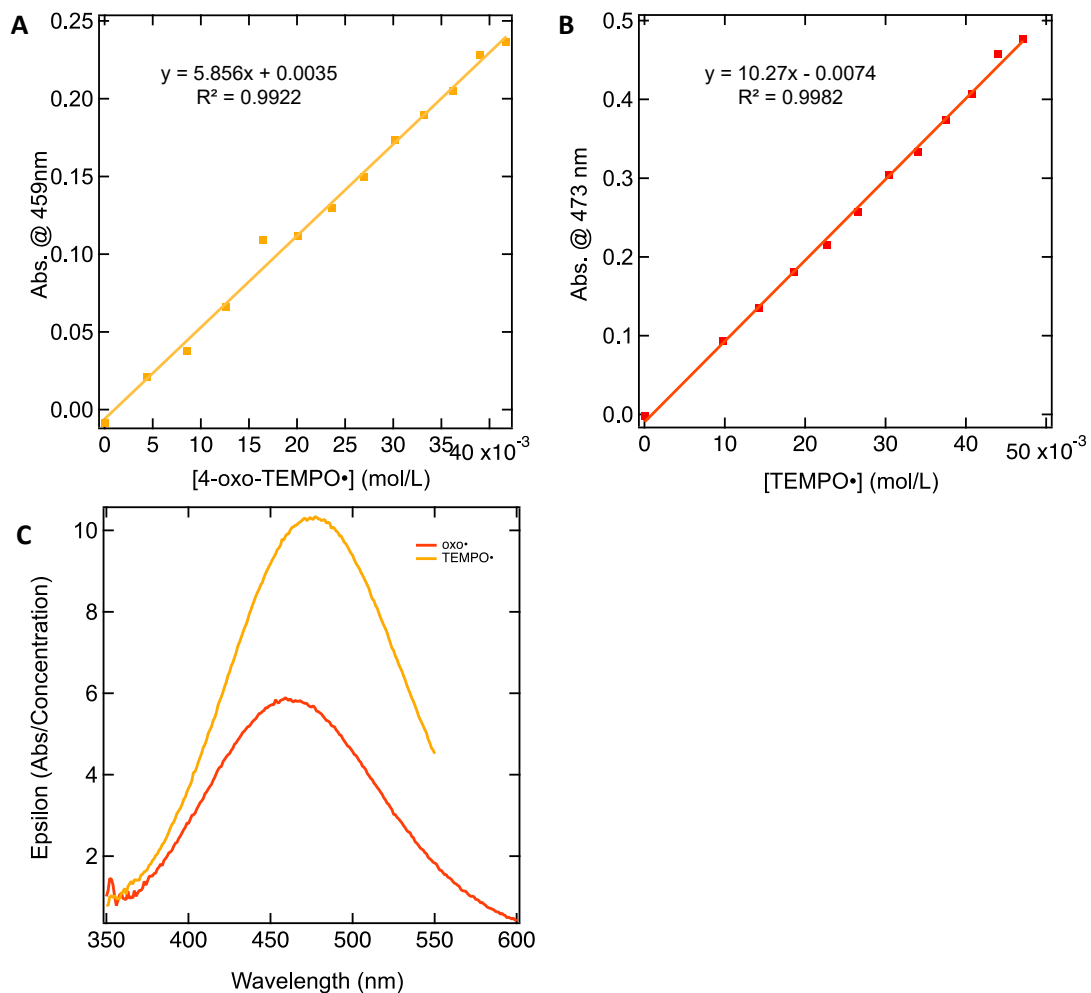 A
0.25
0.20
0.15
0.10
0.05
0.00
Abs. @ 459nm
y = 5.856x + 0.0035
R² = 0.9922
0 5 10 15 20 25 30 35 40 x10⁻³
[4-oxo-TEMPO•] (mol/L)
B
0.5
0.4
0.3
0.2
0.1
0.0
Abs. @ 473 nm
y = 10.27x - 0.0074
R² = 0.9982
0 10 20 30 40 50 x10⁻³
[TEMPO•] (mol/L)
C
10
8
6
4
2
Epsilon (Abs/Concentration)
oxo•
TEMPO•
350 400 450 500 550 600
Wavelength (nm)